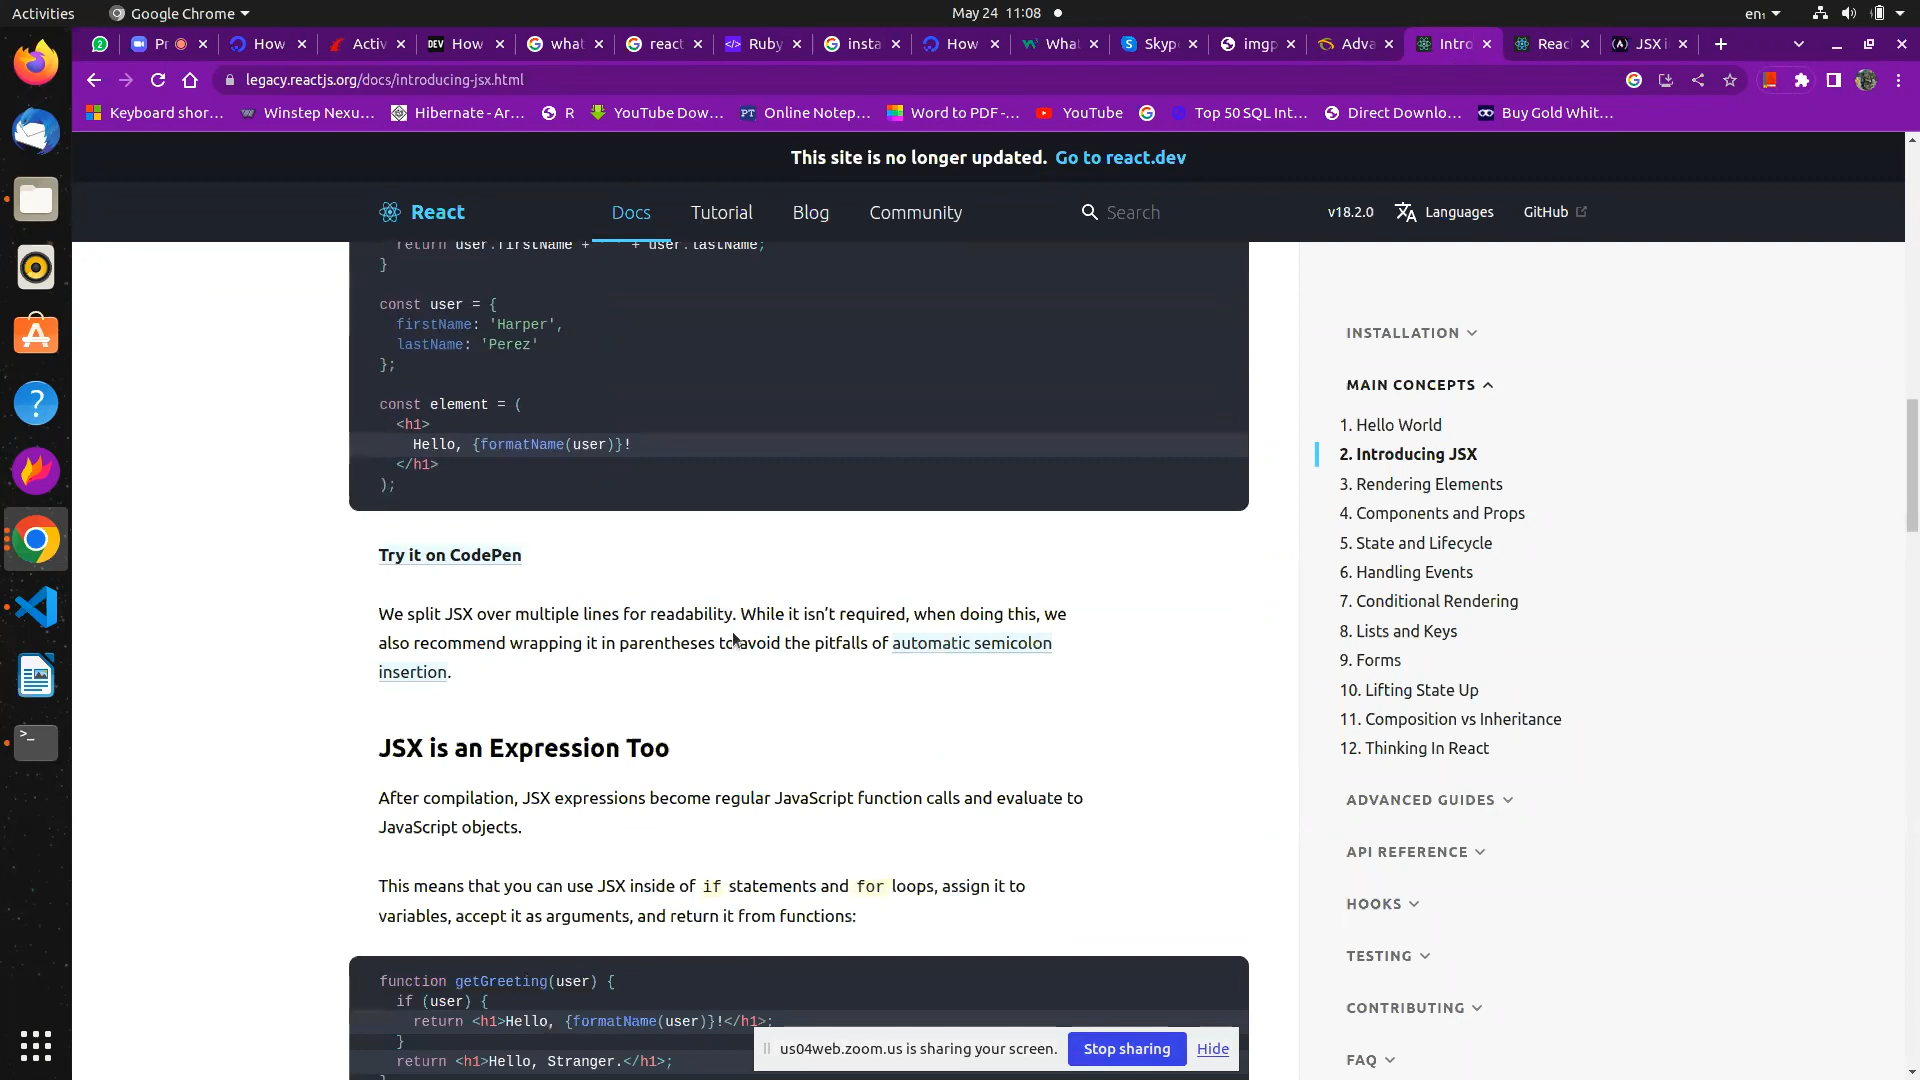 Activities
Google Chrome
May 24 11:08
en₁
Pr
How
Activ
DEV How
what
react
Ruby
insta
How
What
Skyp
imgp
Adva
Intro
Reac
JSX i
legacy.reactjs.org/docs/introducing-jsx.html
Keyboard shor...
Winstep Nexu...
Hibernate - Ar...
R
YouTube Dow...
PT Online Notep...
Word to PDF -...
YouTube
Top 50 SQL Int...
Direct Downlo...
Buy Gold Whit...
This site is no longer updated. Go to react.dev
React
Docs
Tutorial
Blog
Community
Search
v18.2.0
Languages
GitHub
return user.firstName + + user.lastName;
}
const user = {
firstName: 'Harper',
lastName: 'Perez'
};
const element = (
<h1>
Hello, {formatName(user)}!
</h1>
);
Try it on CodePen
We split JSX over multiple lines for readability. While it isn't required, when doing this, we
also recommend wrapping it in parentheses to avoid the pitfalls of automatic semicolon
insertion.
JSX is an Expression Too
After compilation, JSX expressions become regular JavaScript function calls and evaluate to
JavaScript objects.
This means that you can use JSX inside of if statements and for loops, assign it to
variables, accept it as arguments, and return it from functions:
function getGreeting(user) {
if (user) {
return <h1>Hello, {formatName(user)}!</h1>;
}
return <h1>Hello, Stranger.</h1>;
INSTALLATION
MAIN CONCEPTS
1. Hello World
2. Introducing JSX
3. Rendering Elements
4. Components and Props
5. State and Lifecycle
6. Handling Events
7. Conditional Rendering
8. Lists and Keys
9. Forms
10. Lifting State Up
11. Composition vs Inheritance
12. Thinking In React
ADVANCED GUIDES
API REFERENCE
HOOKS
TESTING
CONTRIBUTING
FAQ
us04web.zoom.us is sharing your screen.
Stop sharing
Hide